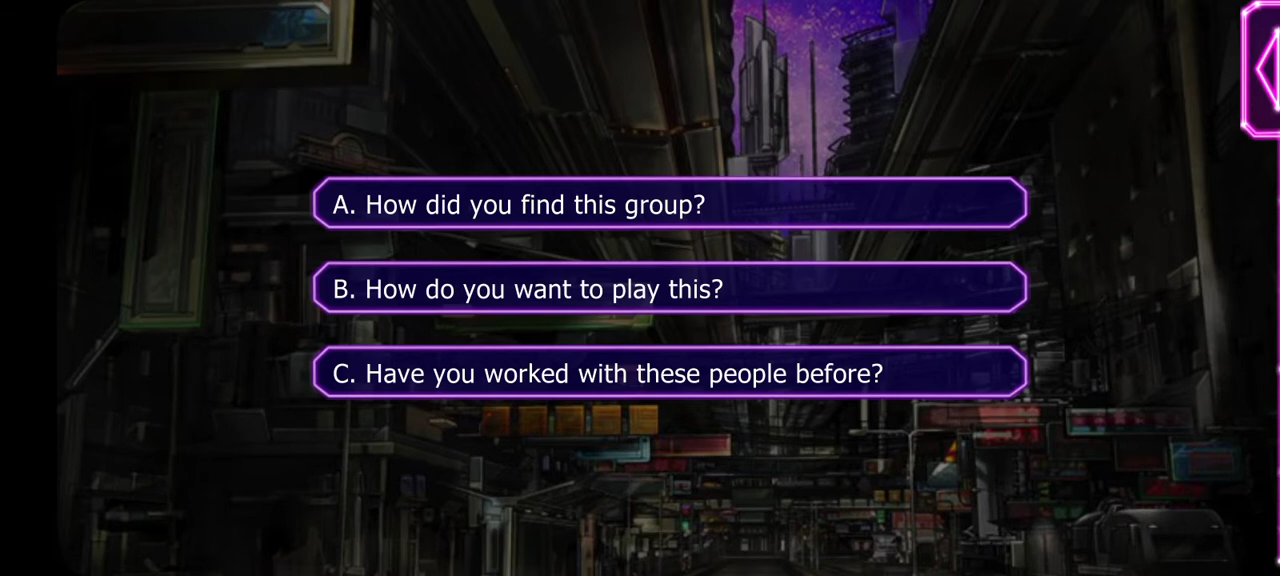 A. How did you find this group?
B. How do you want to play this?
C. Have you worked with these people before?